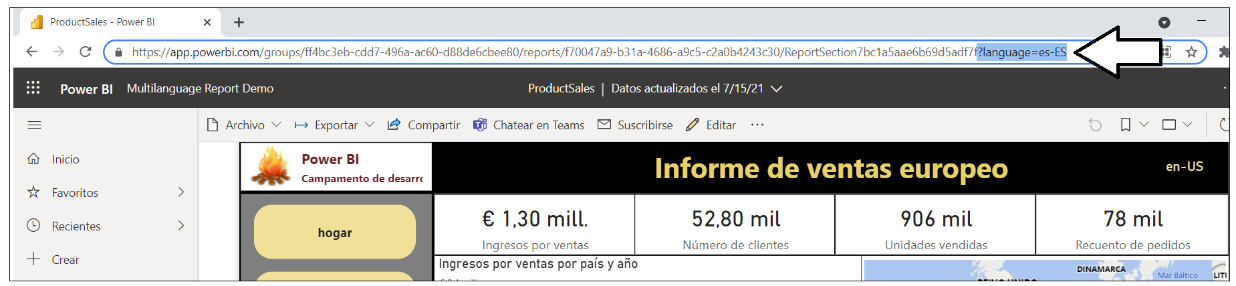 ProductSales - Power BI
https://app.powerbi.com/groups/ff4bc3eb-cdd7-496a-ac60-d88de6cbee80/reports/f70047a9-b31a-4686-a9c5-c2a0b4243c30/ReportSection7bc1a5aae6b69d5adf7f?language=es-ES
Power BI Multilanguage Report Demo ProductSales | Datos actualizados el 7/15/21
Archivo Exportar Compartir Chatear en Teams Suscribirse Editar ...
Inicio
Favoritos
Recientes
Crear
Power BI
Campamento de desarr
Informe de ventas europeo
en-US
hogar
€ 1,30 mill. 52,80 mil 906 mil 78 mil
Ingresos por ventas Número de clientes Unidades vendidas Recuento de pedidos
Ingresos por ventas por país y año
DINAMARCA
Mar Báltico